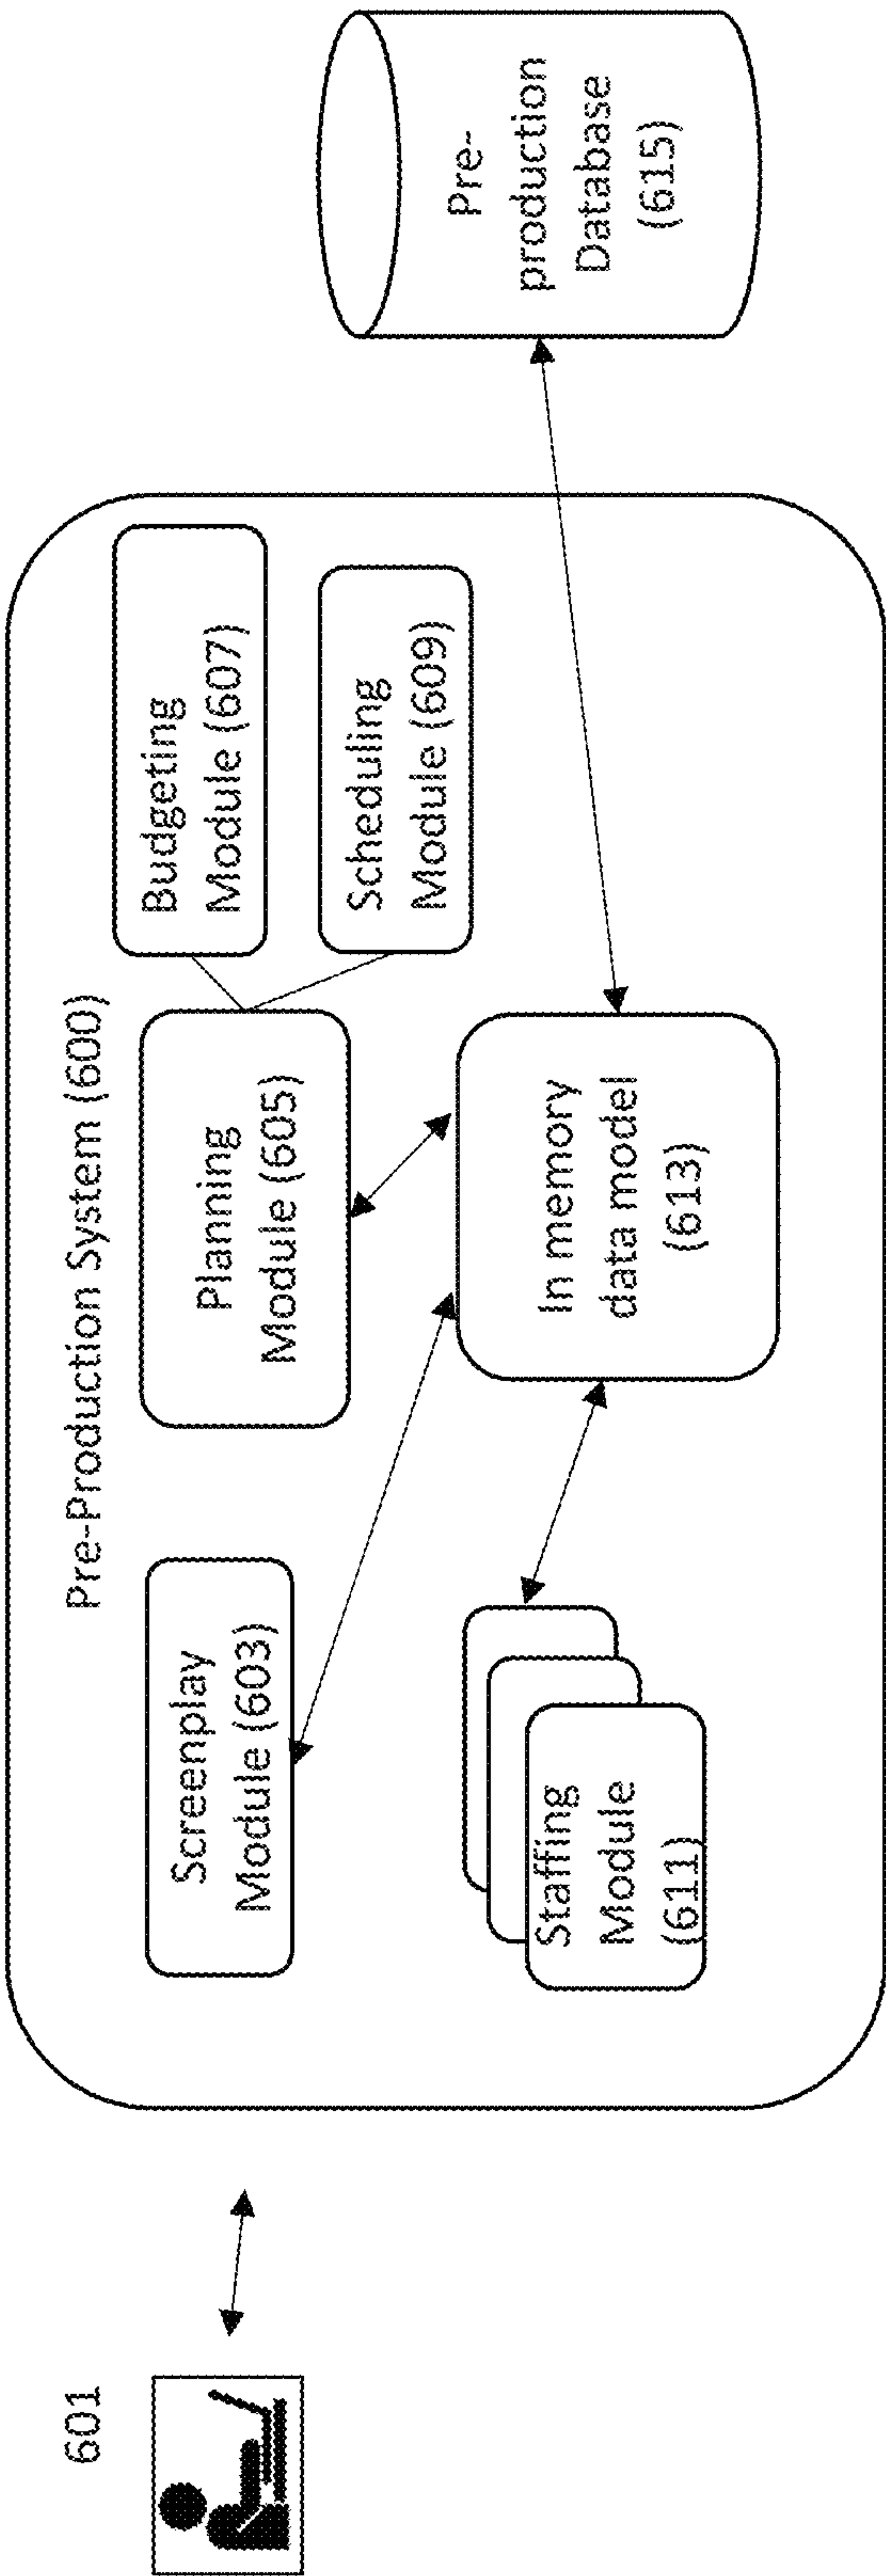 601
Pre-Production System (600)
Screenplay
Module (603)
Planning
Module (605)
Budgeting
Module (607)
Scheduling
Module (609)
Staffing
Module
(611)
In memory
data model
(613)
Pre-
production
Database
(615)